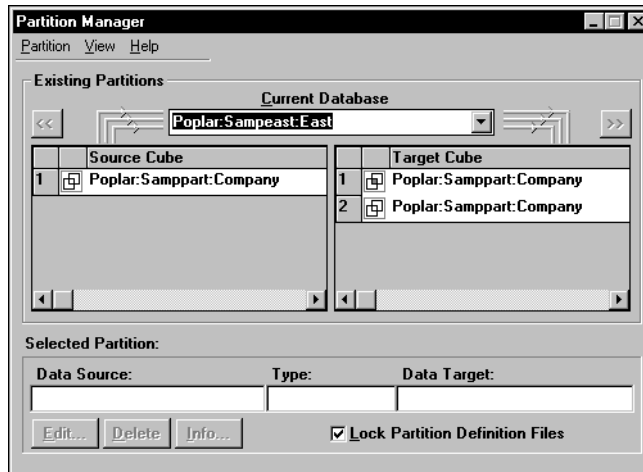 Partition Manager
Partition View Help
Existing Partitions
Current Database
<< Poplar:Sampeast:East >>
Source Cube Target Cube
1 Poplar:Samppart:Company 1 Poplar:Samppart:Company
2 Poplar:Samppart:Company
Selected Partition:
Data Source: Type: Data Target:
Edit... Delete Info... Lock Partition Definition Files